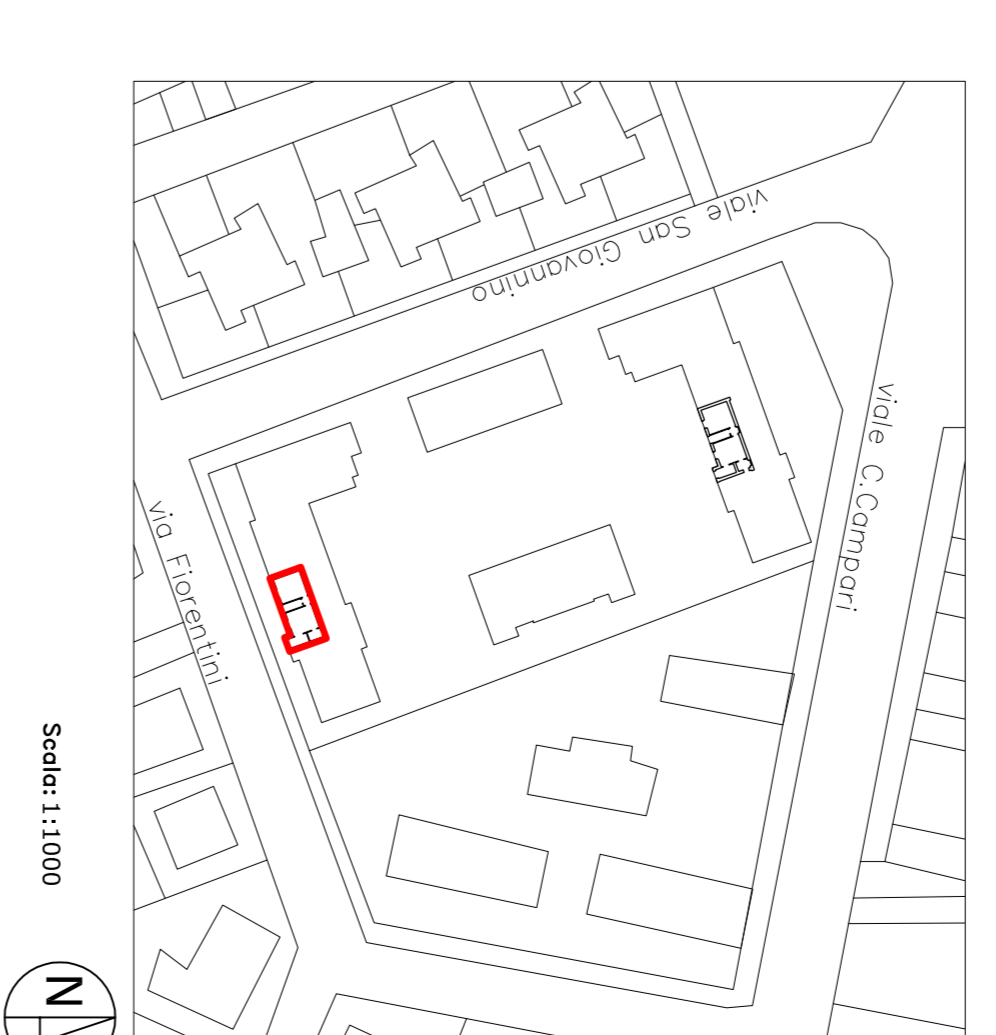 viale San Giovannino
viale C.Campari
via Fiorentini
Scala: 1:1000
N